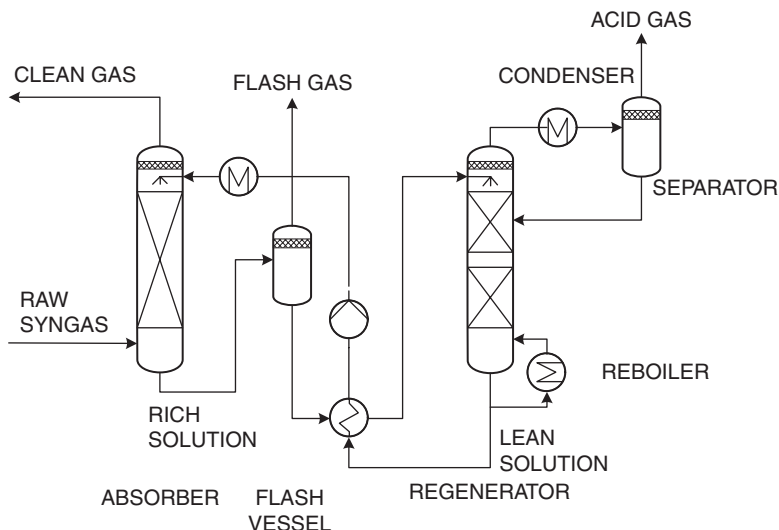 ACID GAS
CLEAN GAS
FLASH GAS
CONDENSER
SEPARATOR
RAW
SYNGAS
REBOILER
RICH
SOLUTION
LEAN
SOLUTION
ABSORBER
FLASH
VESSEL
REGENERATOR